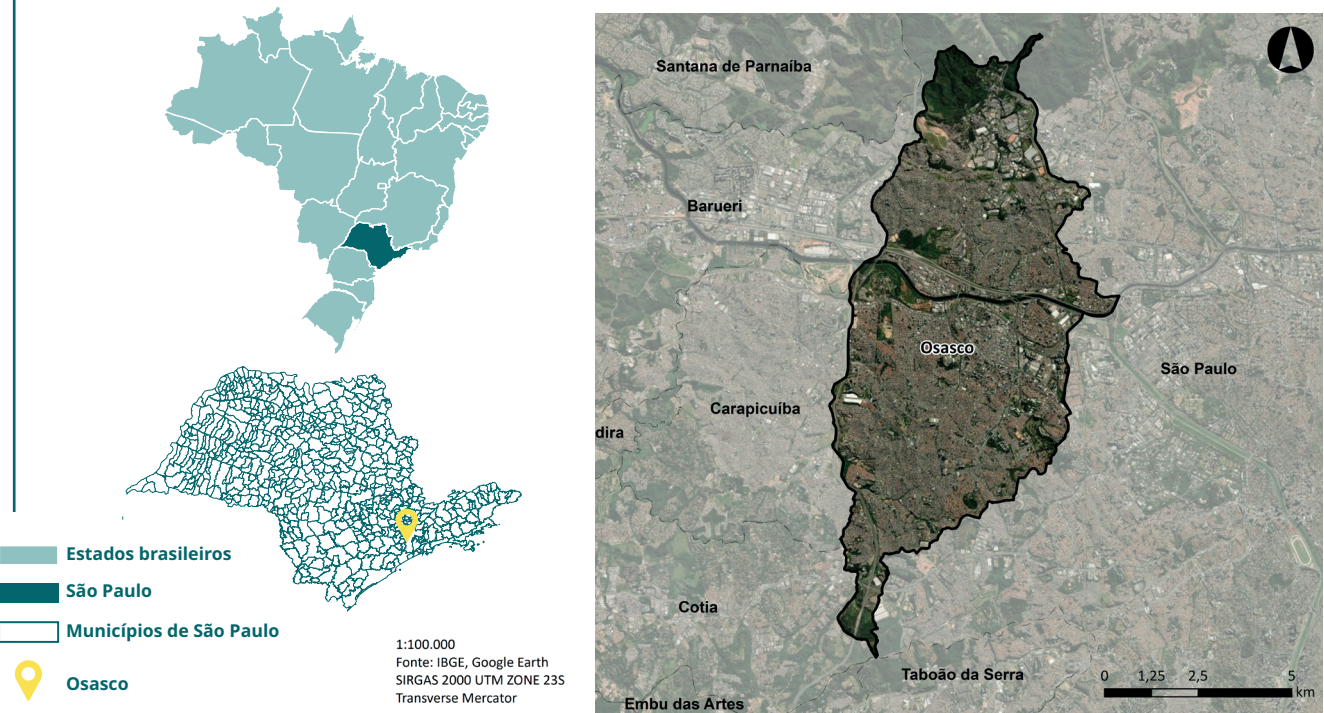 Estados brasileiros
São Paulo
Municípios de São Paulo
Osasco
1:100.000
Fonte: IBGE, Google Earth
SIRGAS 2000 UTM ZONE 23S
Transverse Mercator
Santana de Parnaíba
Barueri
Osasco
São Paulo
Carapicuíba
dira
Cotia
Taboão da Serra
Embu das Artes
0 1,25 2,5 5
km